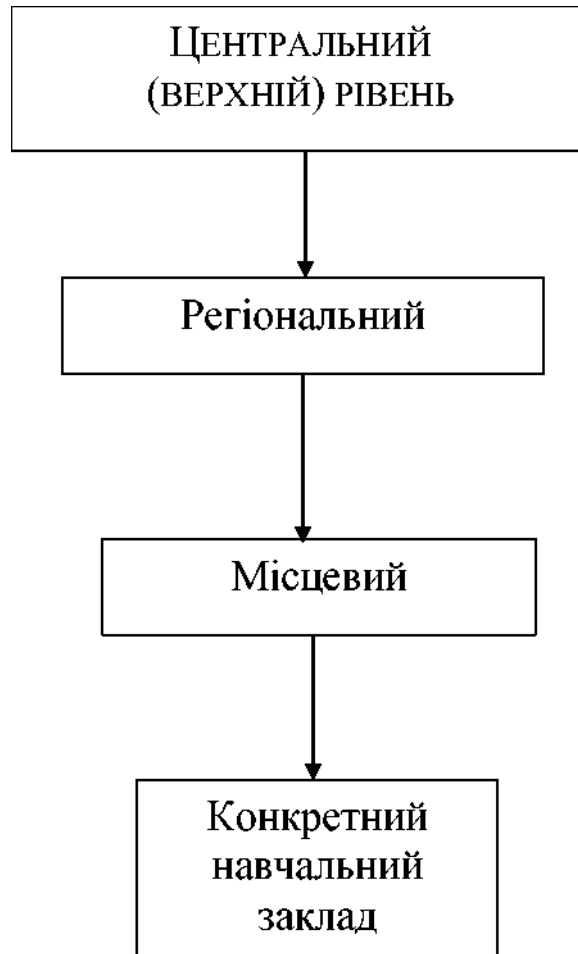 ЦЕНТРАЛЬНИЙ
(ВЕРХНІЙ) РІВЕНЬ
Регіональний
Місцевий
Конкретний
навчальний
заклад